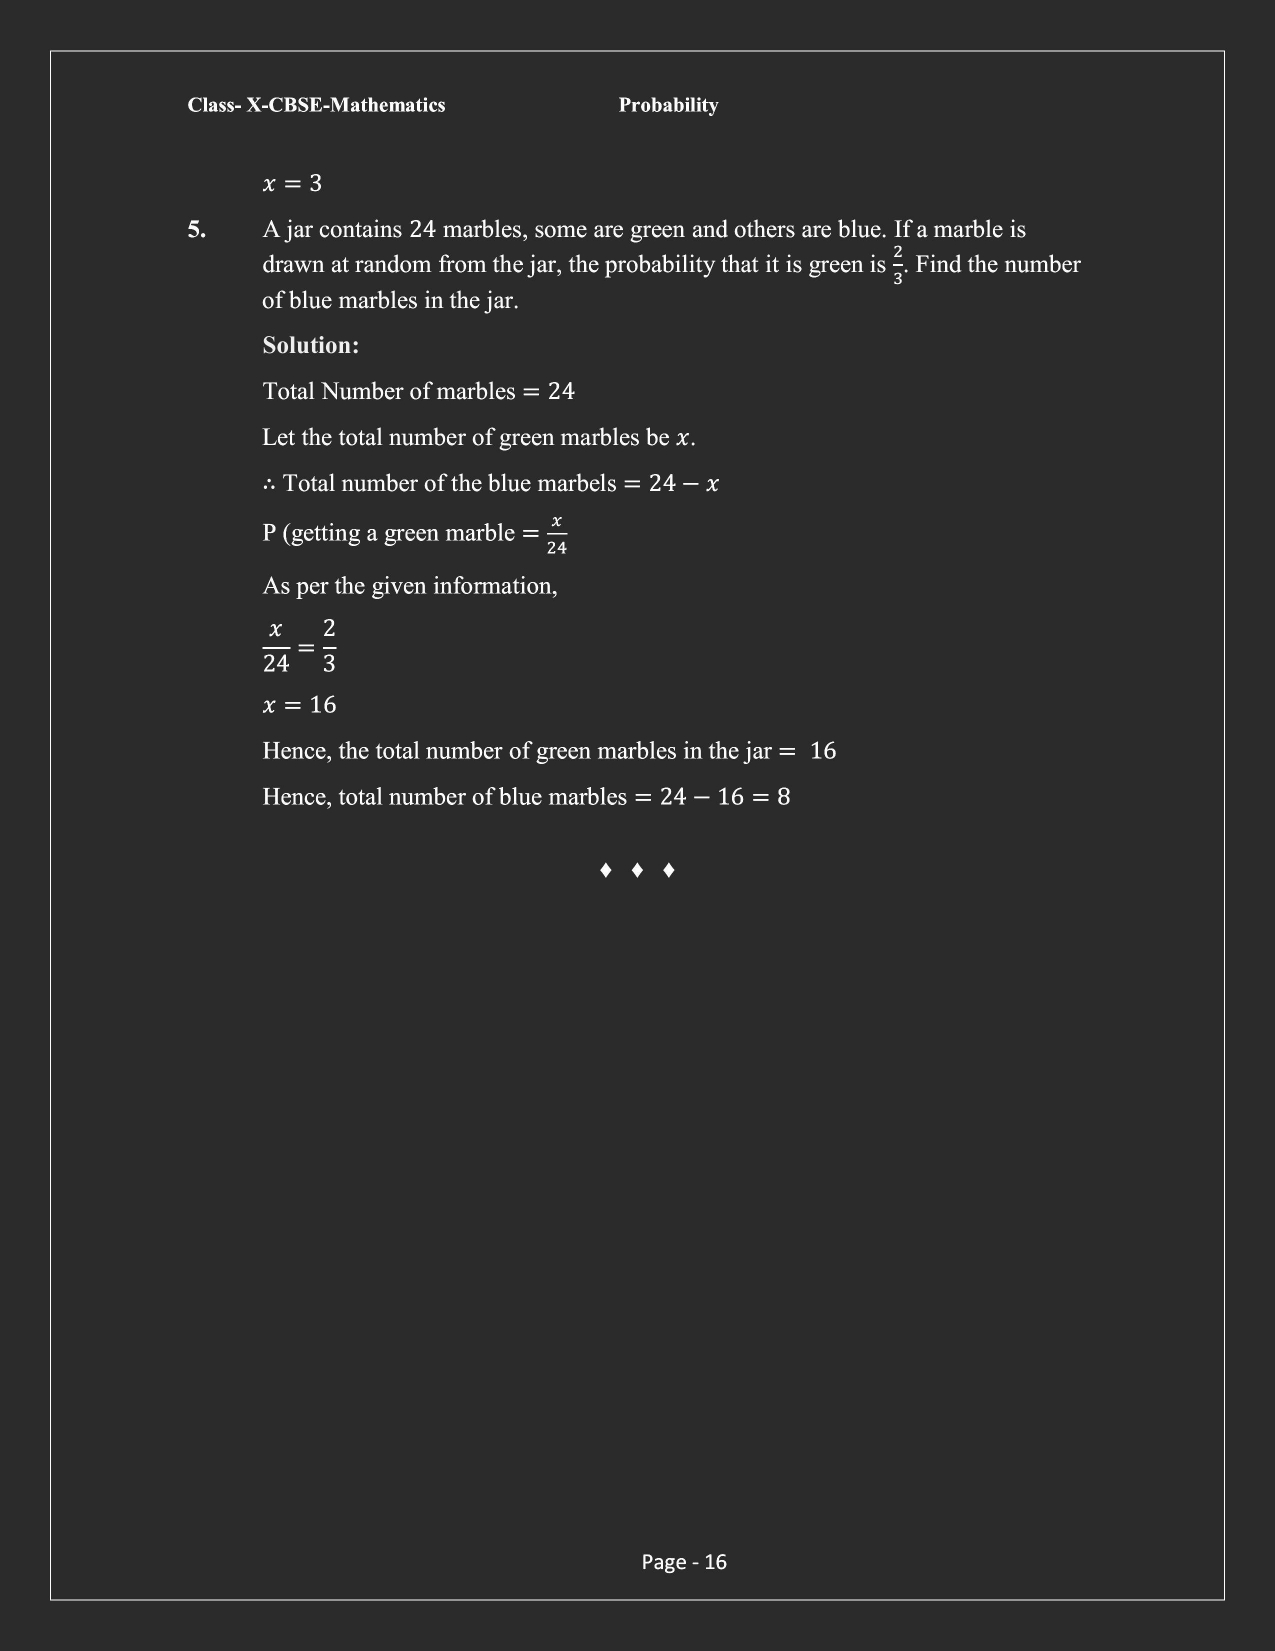 Class- X-CBSE-Mathematics Probability
x = 3
5. A jar contains 24 marbles, some are green and others are blue. If a marble is
drawn at random from the jar, the probability that it is green is 2/3. Find the number
of blue marbles in the jar.
Solution:
Total Number of marbles = 24
Let the total number of green marbles be x.
∴ Total number of the blue marbels = 24 − x
P (getting a green marble = x/24
As per the given information,
x/24 = 2/3
x = 16
Hence, the total number of green marbles in the jar = 16
Hence, total number of blue marbles = 24 − 16 = 8
♦ ♦ ♦
Page - 16